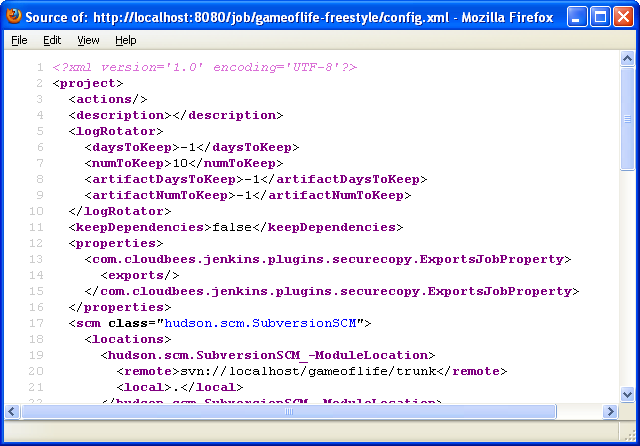 Source of: http://localhost:8080/job/gameoflife-freestyle/config.xml - Mozilla Firefox
File Edit View Help
1 <?xml version='1.0' encoding='UTF-8'?>
2 <project>
3 <actions/>
4 <description></description>
5 <logRotator>
6 <daysToKeep>-1</daysToKeep>
7 <numToKeep>10</numToKeep>
8 <artifactDaysToKeep>-1</artifactDaysToKeep>
9 <artifactNumToKeep>-1</artifactNumToKeep>
10 </logRotator>
11 <keepDependencies>false</keepDependencies>
12 <properties>
13 <com.cloudbees.jenkins.plugins.securecopy.ExportsJobProperty>
14 <exports/>
15 </com.cloudbees.jenkins.plugins.securecopy.ExportsJobProperty>
16 </properties>
17 <scm class="hudson.scm.SubversionSCM">
18 <locations>
19 <hudson.scm.SubversionSCM_-ModuleLocation>
20 <remote>svn://localhost/gameoflife/trunk</remote>
21 <local>.</local>
22 </hudson.scm.SubversionSCM_-ModuleLocation>